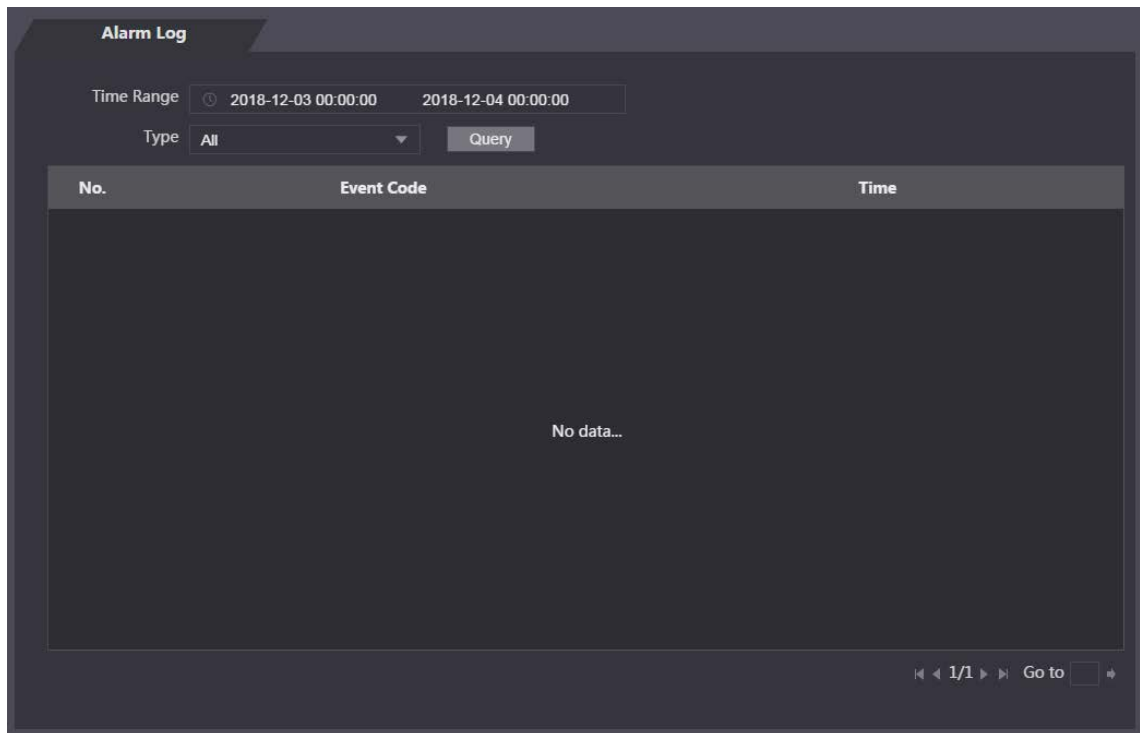 Alarm Log
Time Range 2018-12-03 00:00:00 2018-12-04 00:00:00
Type All Query
No. Event Code Time
No data...
1/1 Go to